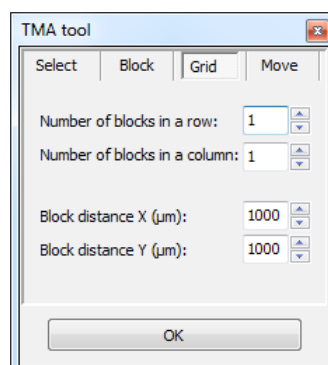 TMA tool
Select Block Grid Move
Number of blocks in a row: 1
Number of blocks in a column: 1
Block distance X (µm): 1000
Block distance Y (µm): 1000
OK